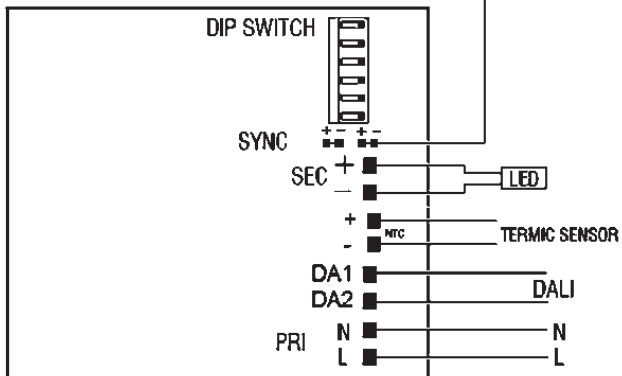 DIP SWITCH
+ - + -
SYNC
SEC +
—
LED
+
NTC
-
TERMIC SENSOR
DA1
DA2
DALI
PRI
N N
L L